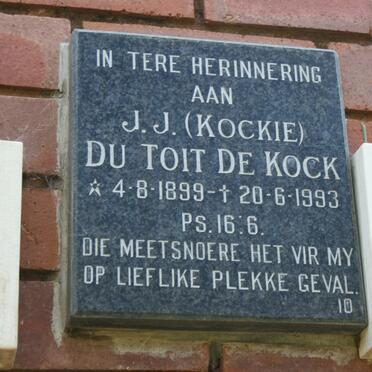 IN TERE HERINNERING
AAN
J.J. (KOCKIE)
DU TOIT DE KOCK
☆ 4-8-1899-† 20-6-1993
PS. 16:6.
DIE MEETSNOERE HET VIR MY
OP LIEFLIKE PLEKKE GEVAL.
10